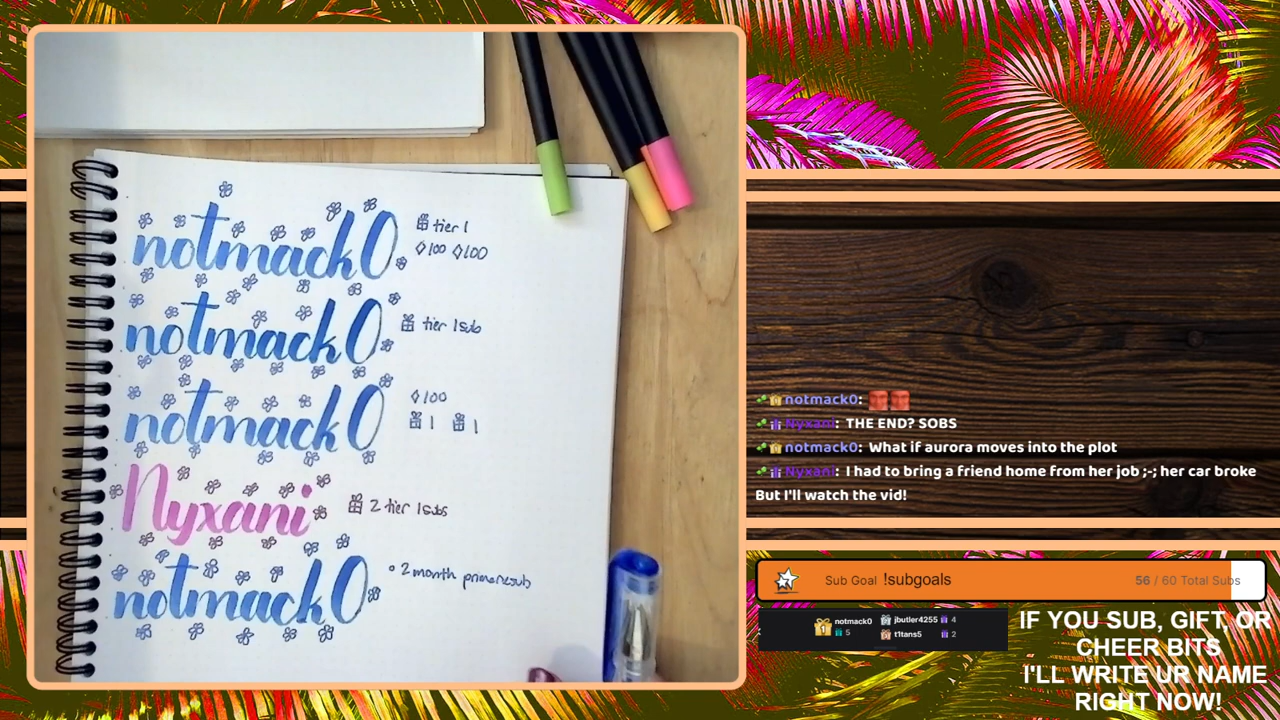 notmack0 tier 1
100 100
notmack0 tier 1 sub
notmack0 100
1 1
Nyxani 2 tier 1 subs
notmack0 2 month prime resub
notmack0:
Nyxani: THE END? SOBS
notmack0: What if aurora moves into the plot
Nyxani: I had to bring a friend home from her job ;-; her car broke
But I'll watch the vid!
Sub Goal !subgoals 56 / 60 Total Subs
1 notmack0 5
jbutler4255 4
t1tans5 2
IF YOU SUB, GIFT, OR
CHEER BITS
I'LL WRITE UR NAME
RIGHT NOW!